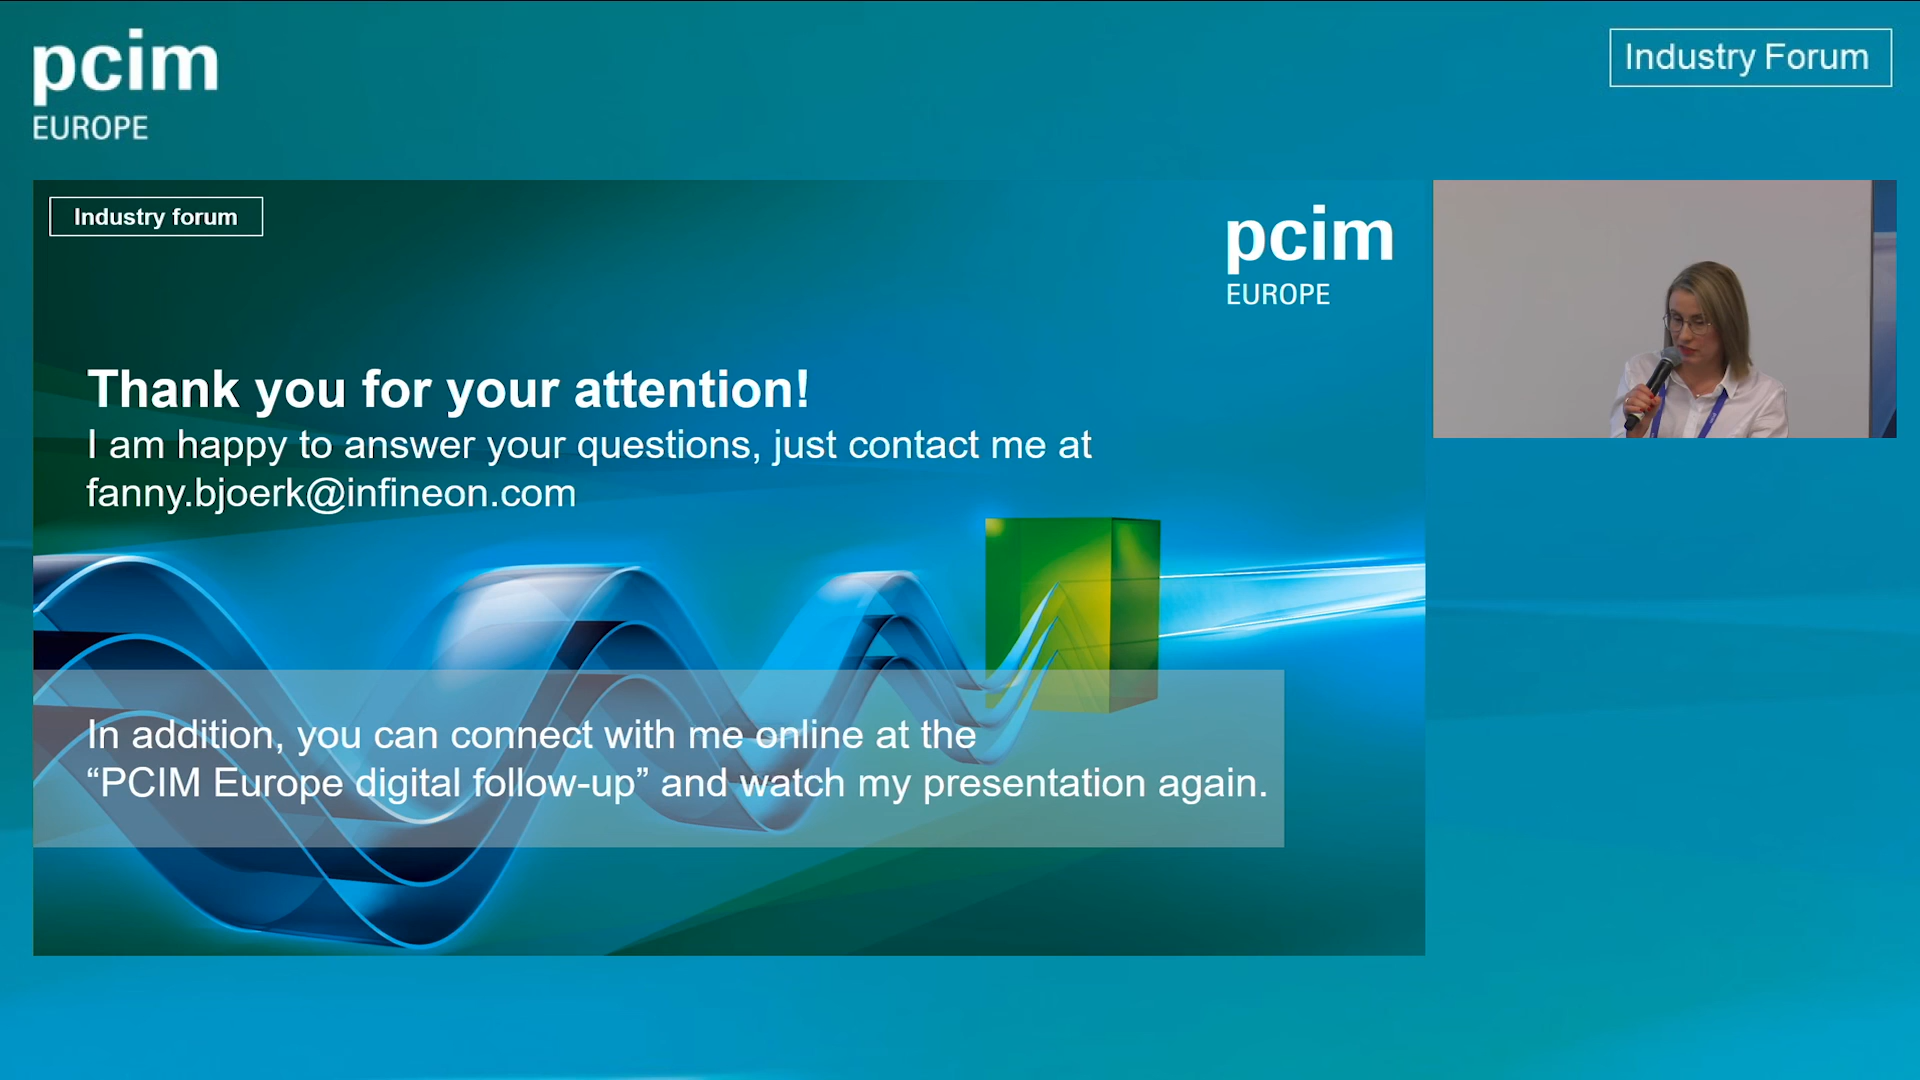 pcim
EUROPE
Industry Forum
Industry forum
pcim
EUROPE
Thank you for your attention!
I am happy to answer your questions, just contact me at
fanny.bjoerk@infineon.com
In addition, you can connect with me online at the
“PCIM Europe digital follow-up” and watch my presentation again.